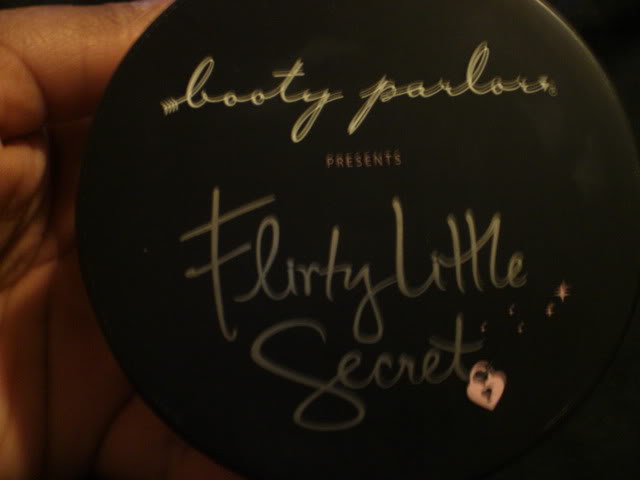 booty parlor®
PRESENTS
Flirty Little
Secret